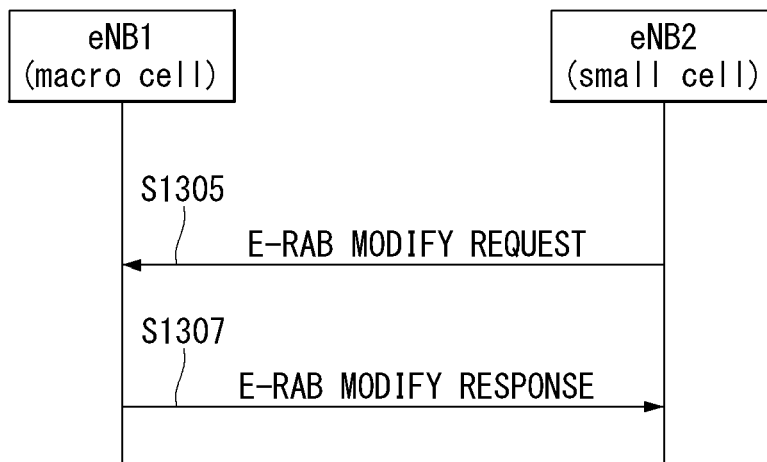 eNB1
(macro cell)
eNB2
(small cell)
S1305
E-RAB MODIFY REQUEST
S1307
E-RAB MODIFY RESPONSE